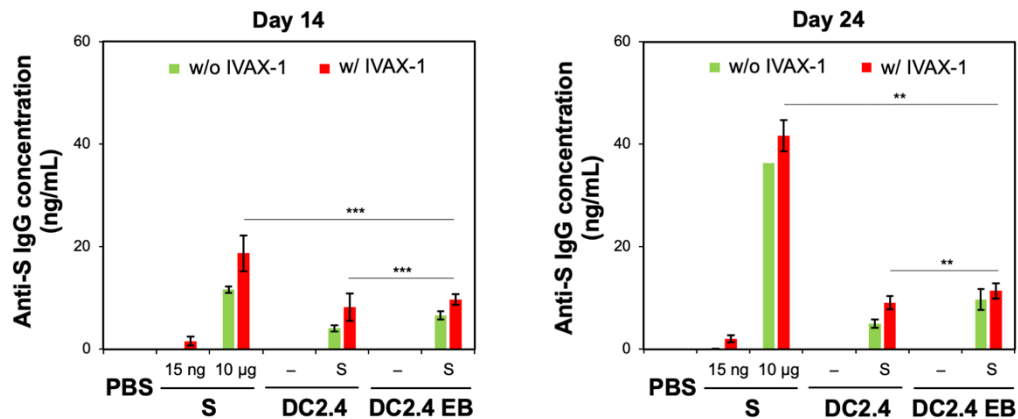 Day 14
60
40
20
0
Anti-S IgG concentration
(ng/mL)
w/o IVAX-1 w/ IVAX-1
***
***
15 ng 10 µg – S – S
PBS S DC2.4 DC2.4 EB
Day 24
60
40
20
0
Anti-S IgG concentration
(ng/mL)
w/o IVAX-1 w/ IVAX-1
**
**
15 ng 10 µg – S – S
PBS S DC2.4 DC2.4 EB